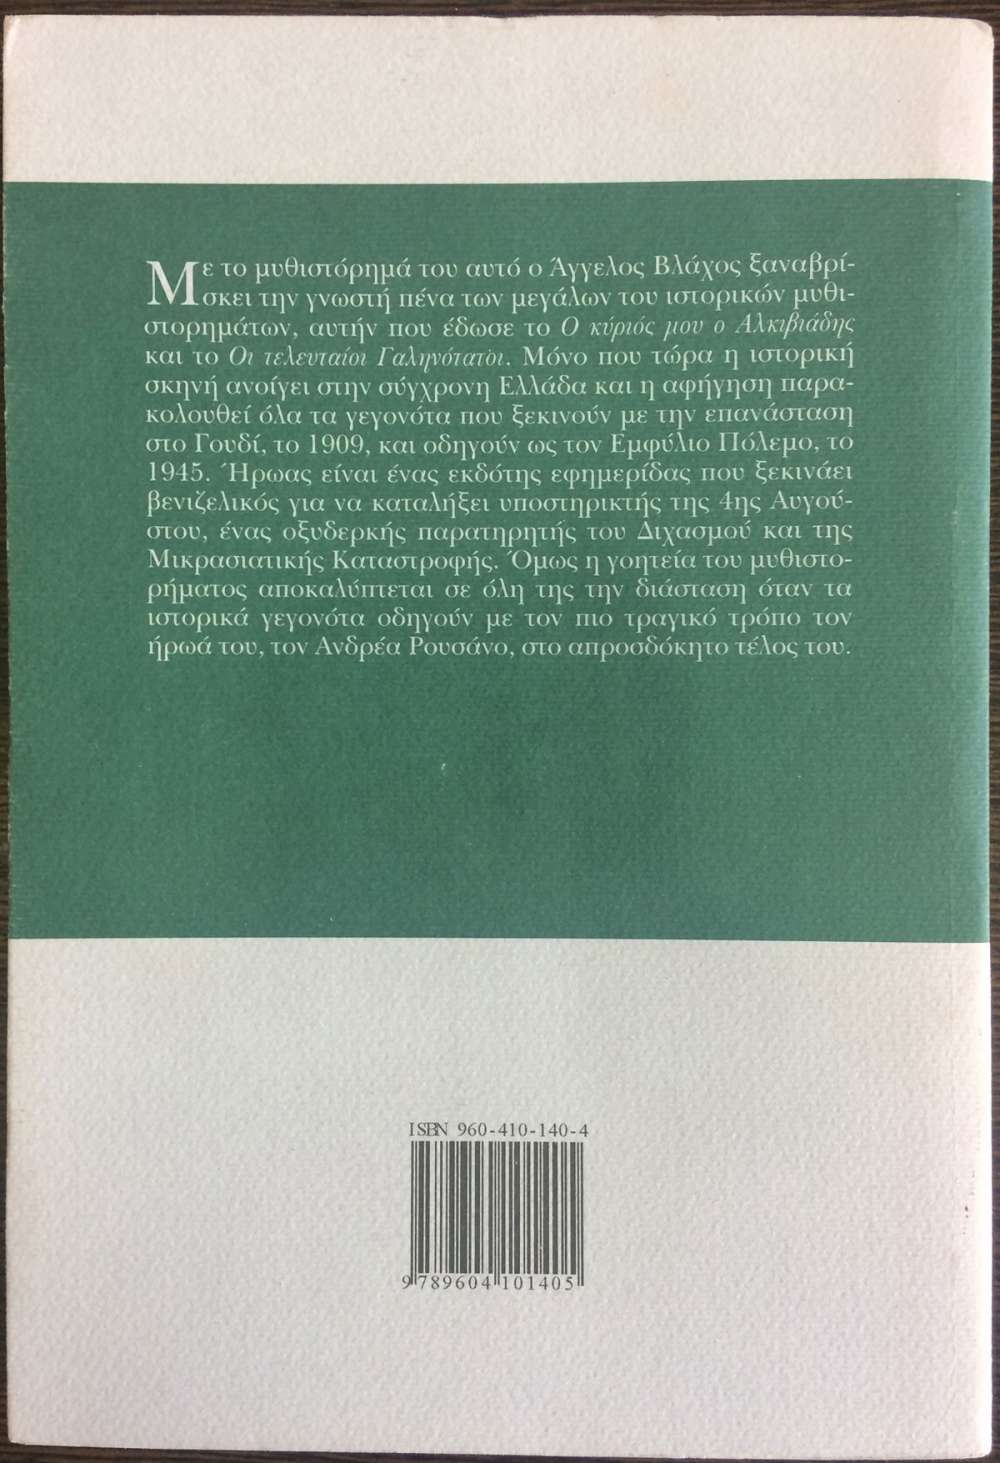 Με το μυθιστόρημά του αυτό ο Άγγελος Βλάχος ξαναβρί-
σκει την γνωστή πένα των μεγάλων του ιστορικών μυθι-
στορημάτων, αυτήν που έδωσε το Ο κύριός μου ο Αλκιβιάδης
και το Οι τελευταίοι Γαληνότατοι. Μόνο που τώρα η ιστορική
σκηνή ανοίγει στην σύγχρονη Ελλάδα και η αφήγηση παρα-
κολουθεί όλα τα γεγονότα που ξεκινούν με την επανάσταση
στο Γουδί, το 1909, και οδηγούν ως τον Εμφύλιο Πόλεμο, το
1945. Ήρωας είναι ένας εκδότης εφημερίδας που ξεκινάει
βενιζελικός για να καταλήξει υποστηρικτής της 4ης Αυγού-
στου, ένας οξυδερκής παρατηρητής του Διχασμού και της
Μικρασιατικής Καταστροφής. Όμως η γοητεία του μυθιστο-
ρήματος αποκαλύπτεται σε όλη της την διάσταση όταν τα
ιστορικά γεγονότα οδηγούν με τον πιο τραγικό τρόπο τον
ήρωά του, τον Ανδρέα Ρουσάνο, στο απροσδόκητο τέλος του.
ISBN 960-410-140-4
9 789604 101405